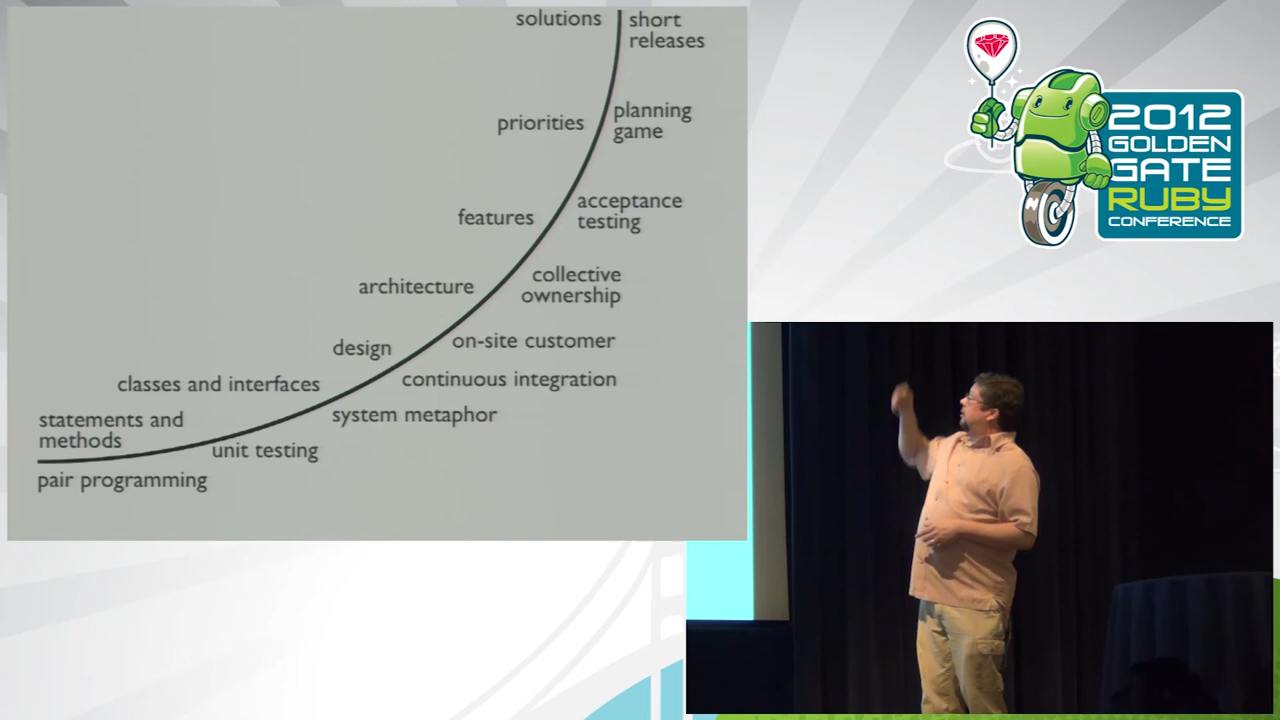 solutions
short
releases
priorities
planning
game
features
acceptance
testing
architecture
collective
ownership
design
on-site customer
classes and interfaces
continuous integration
statements and
methods
system metaphor
unit testing
pair programming
2012
GOLDEN
GATE
RUBY
CONFERENCE